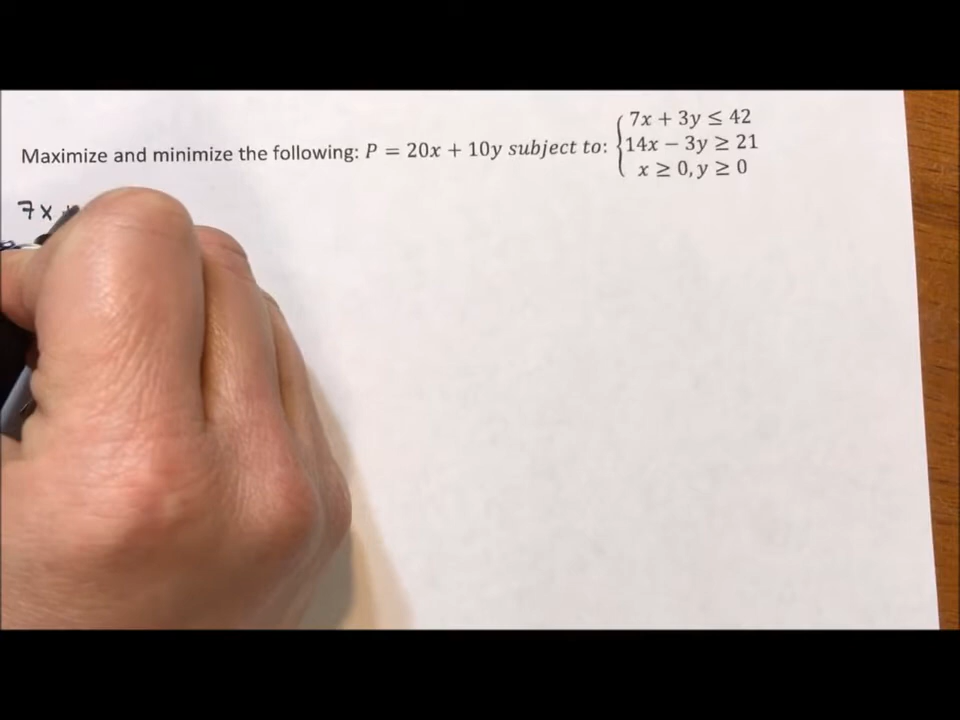 Maximize and minimize the following: P = 20x + 10y subject to: { 7x + 3y ≤ 42
14x − 3y ≥ 21
x ≥ 0, y ≥ 0
7x